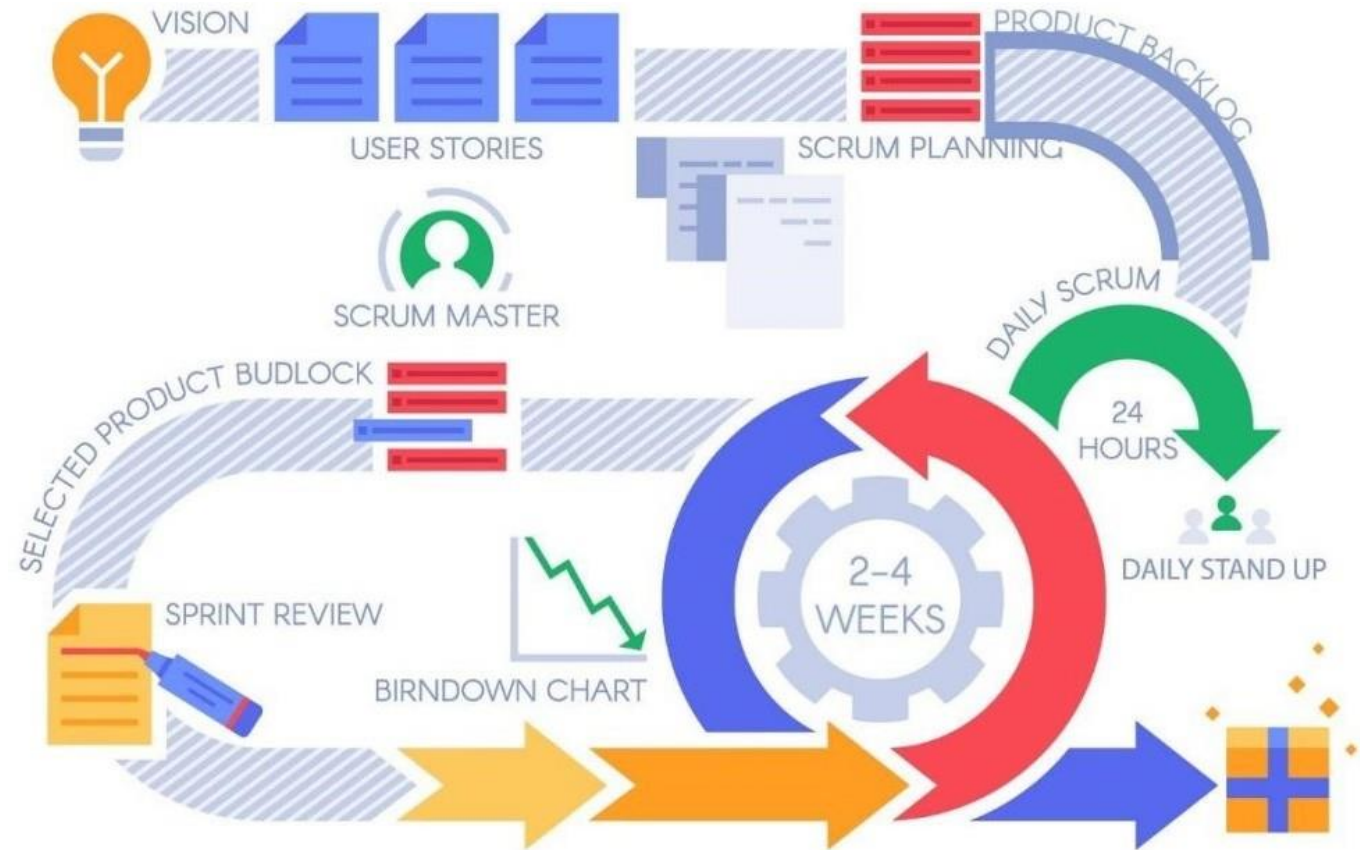 VISION
PRODUCT BACKLOG
USER STORIES
SCRUM PLANNING
SCRUM MASTER
DAILY SCRUM
24
HOURS
SELECTED PRODUCT BUDLOCK
DAILY STAND UP
2-4
WEEKS
SPRINT REVIEW
BIRNDOWN CHART